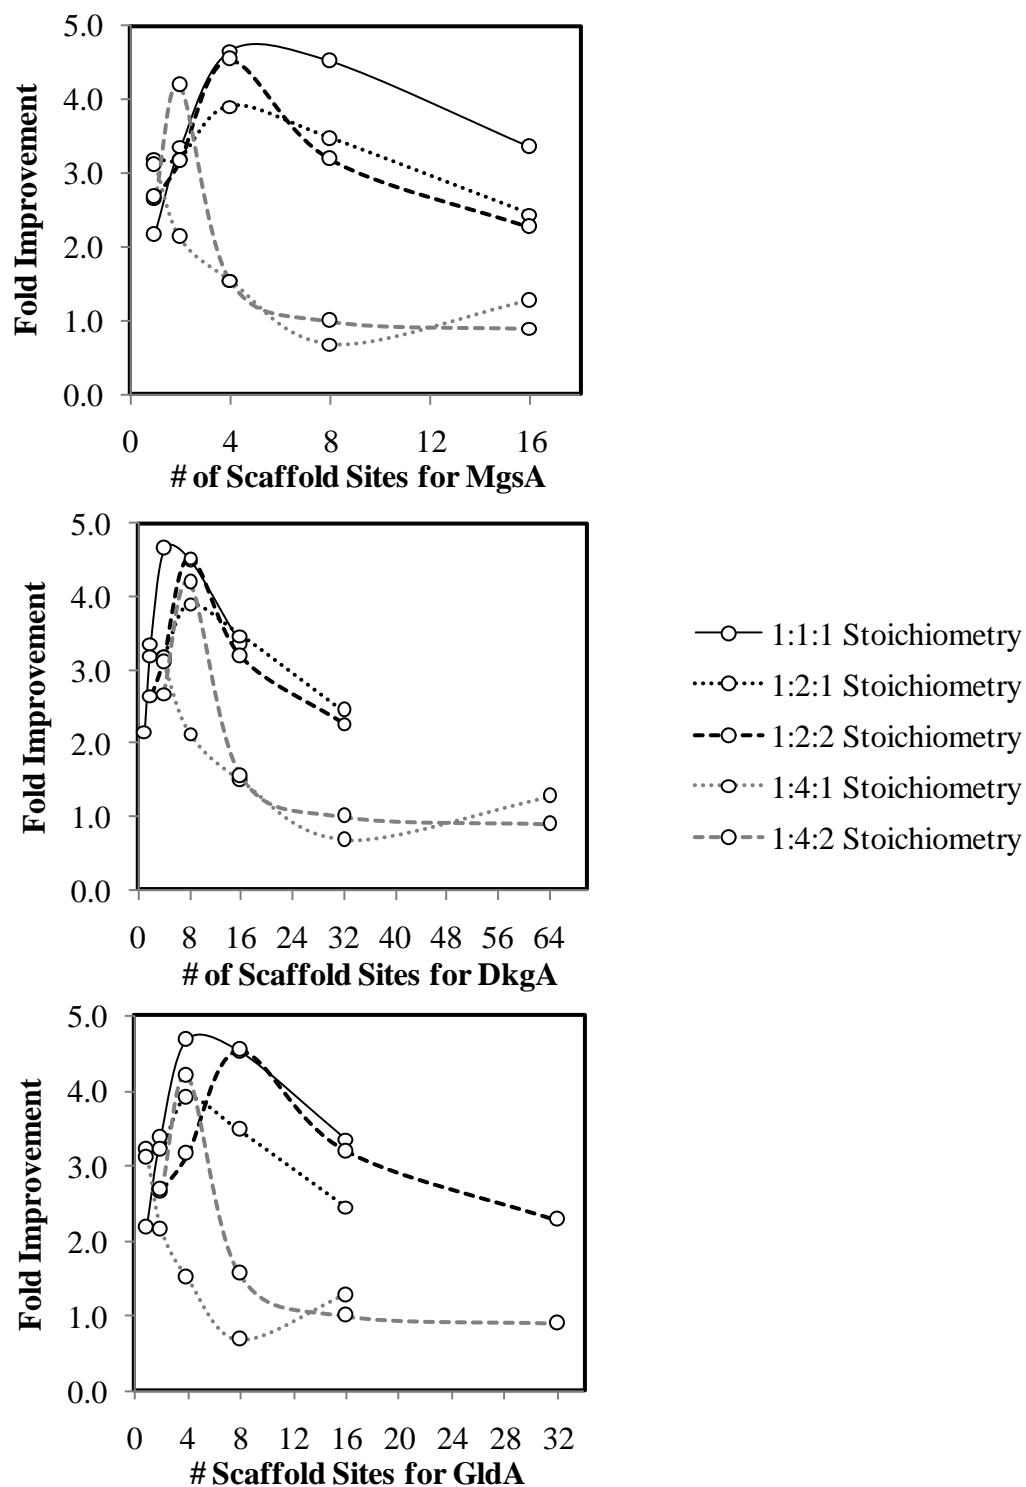 5.0
4.0
3.0
2.0
1.0
0.0
Fold Improvement
0 4 8 12 16
# of Scaffold Sites for MgsA
5.0
4.0
3.0
2.0
1.0
0.0
Fold Improvement
0 8 16 24 32 40 48 56 64
# of Scaffold Sites for DkgA
1:1:1 Stoichiometry
1:2:1 Stoichiometry
1:2:2 Stoichiometry
1:4:1 Stoichiometry
1:4:2 Stoichiometry
5.0
4.0
3.0
2.0
1.0
0.0
Fold Improvement
0 4 8 12 16 20 24 28 32
# Scaffold Sites for GldA